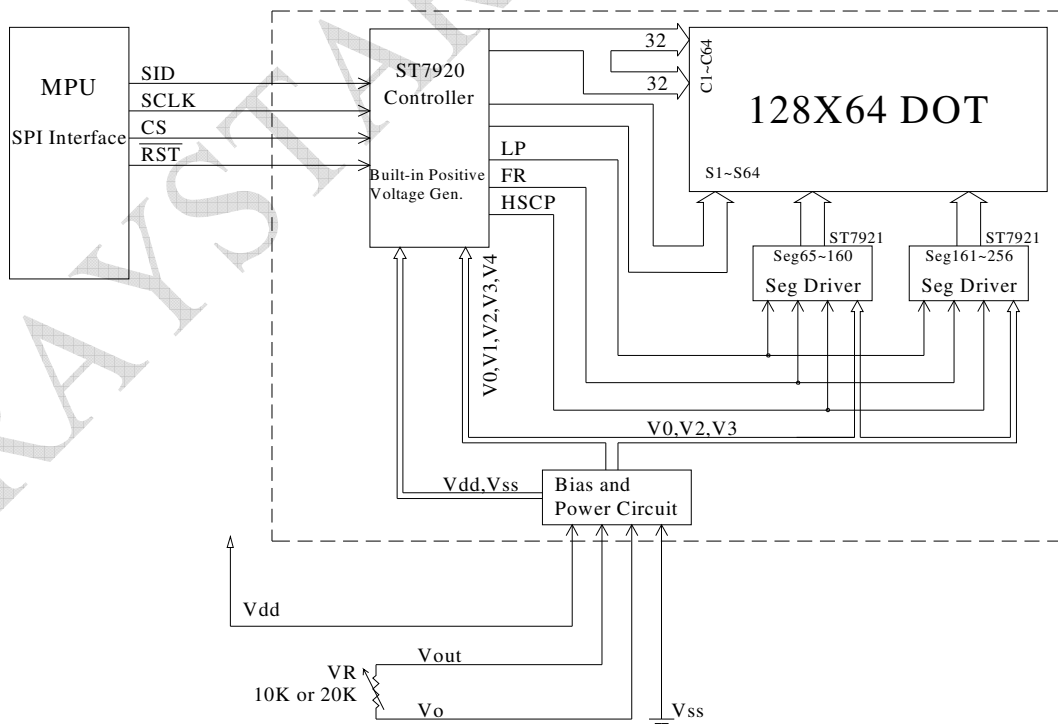 MPU
SPI Interface
SID
SCLK
CS
RST
ST7920
Controller
Built-in Positive
Voltage Gen.
LP
FR
HSCP
32
32
C1~C64
128X64 DOT
S1~S64
ST7921
Seg65~160
Seg Driver
ST7921
Seg161~256
Seg Driver
V0,V1,V2,V3,V4
V0,V2,V3
Vdd,Vss
Bias and
Power Circuit
Vdd
Vout
VR
10K or 20K
Vo
Vss
RAYSTAR